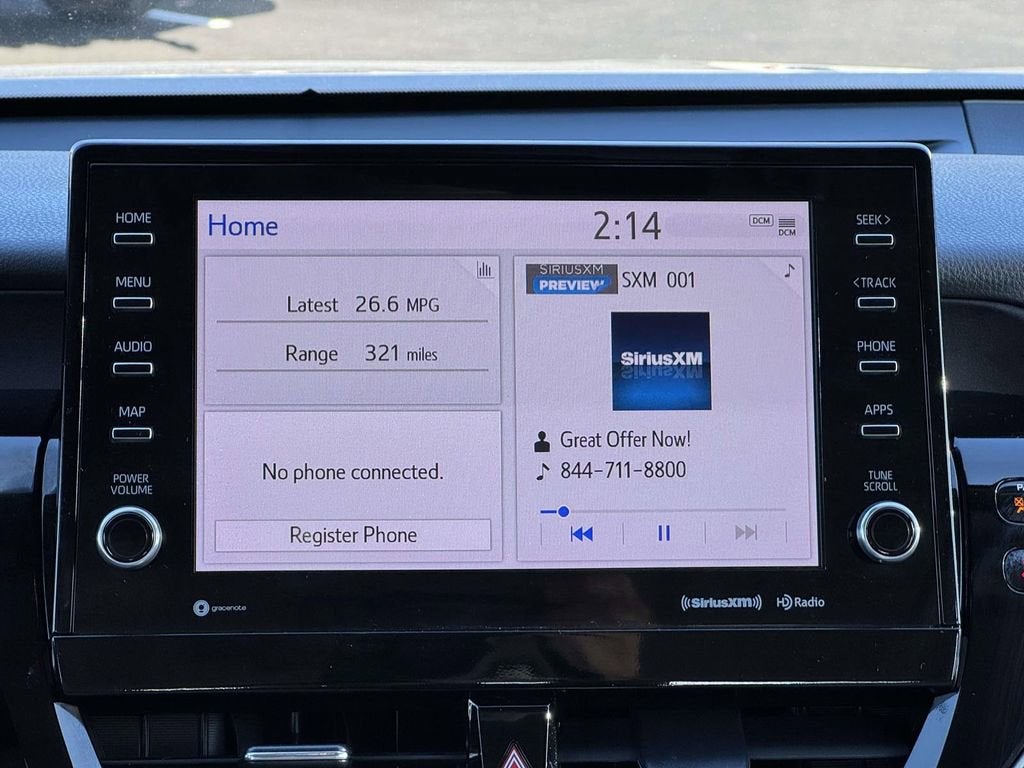 HOME
MENU
AUDIO
MAP
POWER
VOLUME
Home
2:14
DCM
DCM
Latest 26.6 MPG
Range 321 miles
No phone connected.
Register Phone
SIRIUSXM
PREVIEW
SXM 001
SiriusXM
Great Offer Now!
844-711-8800
SEEK>
<TRACK
PHONE
APPS
TUNE
SCROLL
gracenote
((SiriusXM))
HD Radio